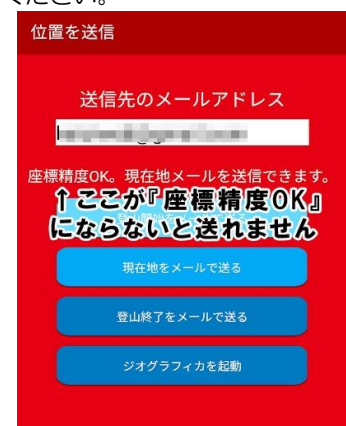 ください。
位置を送信
送信先のメールアドレス
座標精度OK。現在地メールを送信できます。
↑ここが『座標精度OK』
にならないと送れません
現在地をメールで送る
登山終了をメールで送る
ジオグラフィカを起動